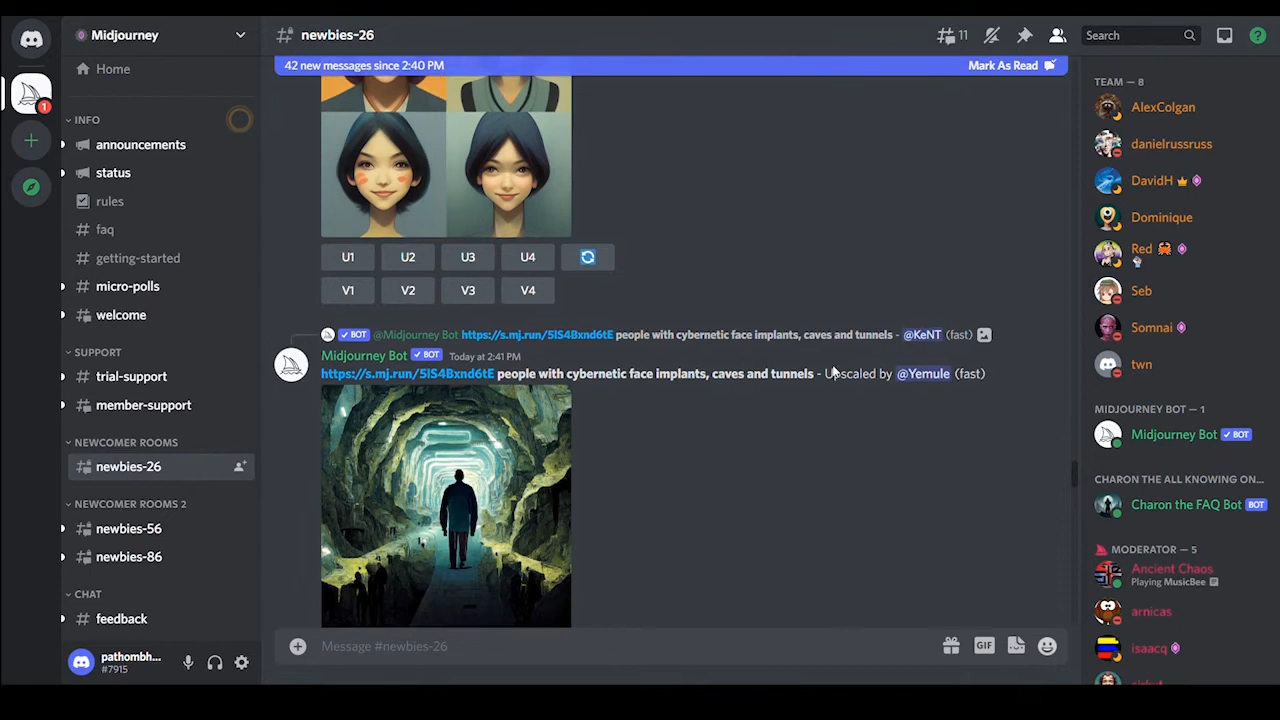 Midjourney
newbies-26
11
Search
42 new messages since 2:40 PM
Mark As Read
1
Home
INFO
announcements
status
rules
faq
getting-started
micro-polls
welcome
SUPPORT
trial-support
member-support
NEWCOMER ROOMS
newbies-26
NEWCOMER ROOMS 2
newbies-56
newbies-86
CHAT
feedback
pathombh...
#7915
U1 U2 U3 U4
V1 V2 V3 V4
BOT @Midjourney Bot https://s.mj.run/5lS4Bxnd6tE people with cybernetic face implants, caves and tunnels - @KeNT (fast)
Midjourney Bot BOT Today at 2:41 PM
https://s.mj.run/5lS4Bxnd6tE people with cybernetic face implants, caves and tunnels - Upscaled by @Yemule (fast)
Message #newbies-26
GIF
TEAM — 8
AlexColgan
danielrussruss
DavidH
Dominique
Red
Seb
Somnai
twn
MIDJOURNEY BOT — 1
Midjourney Bot BOT
CHARON THE ALL KNOWING ON...
Charon the FAQ Bot BOT
MODERATOR — 5
Ancient Chaos
Playing MusicBee
arnicas
isaacq